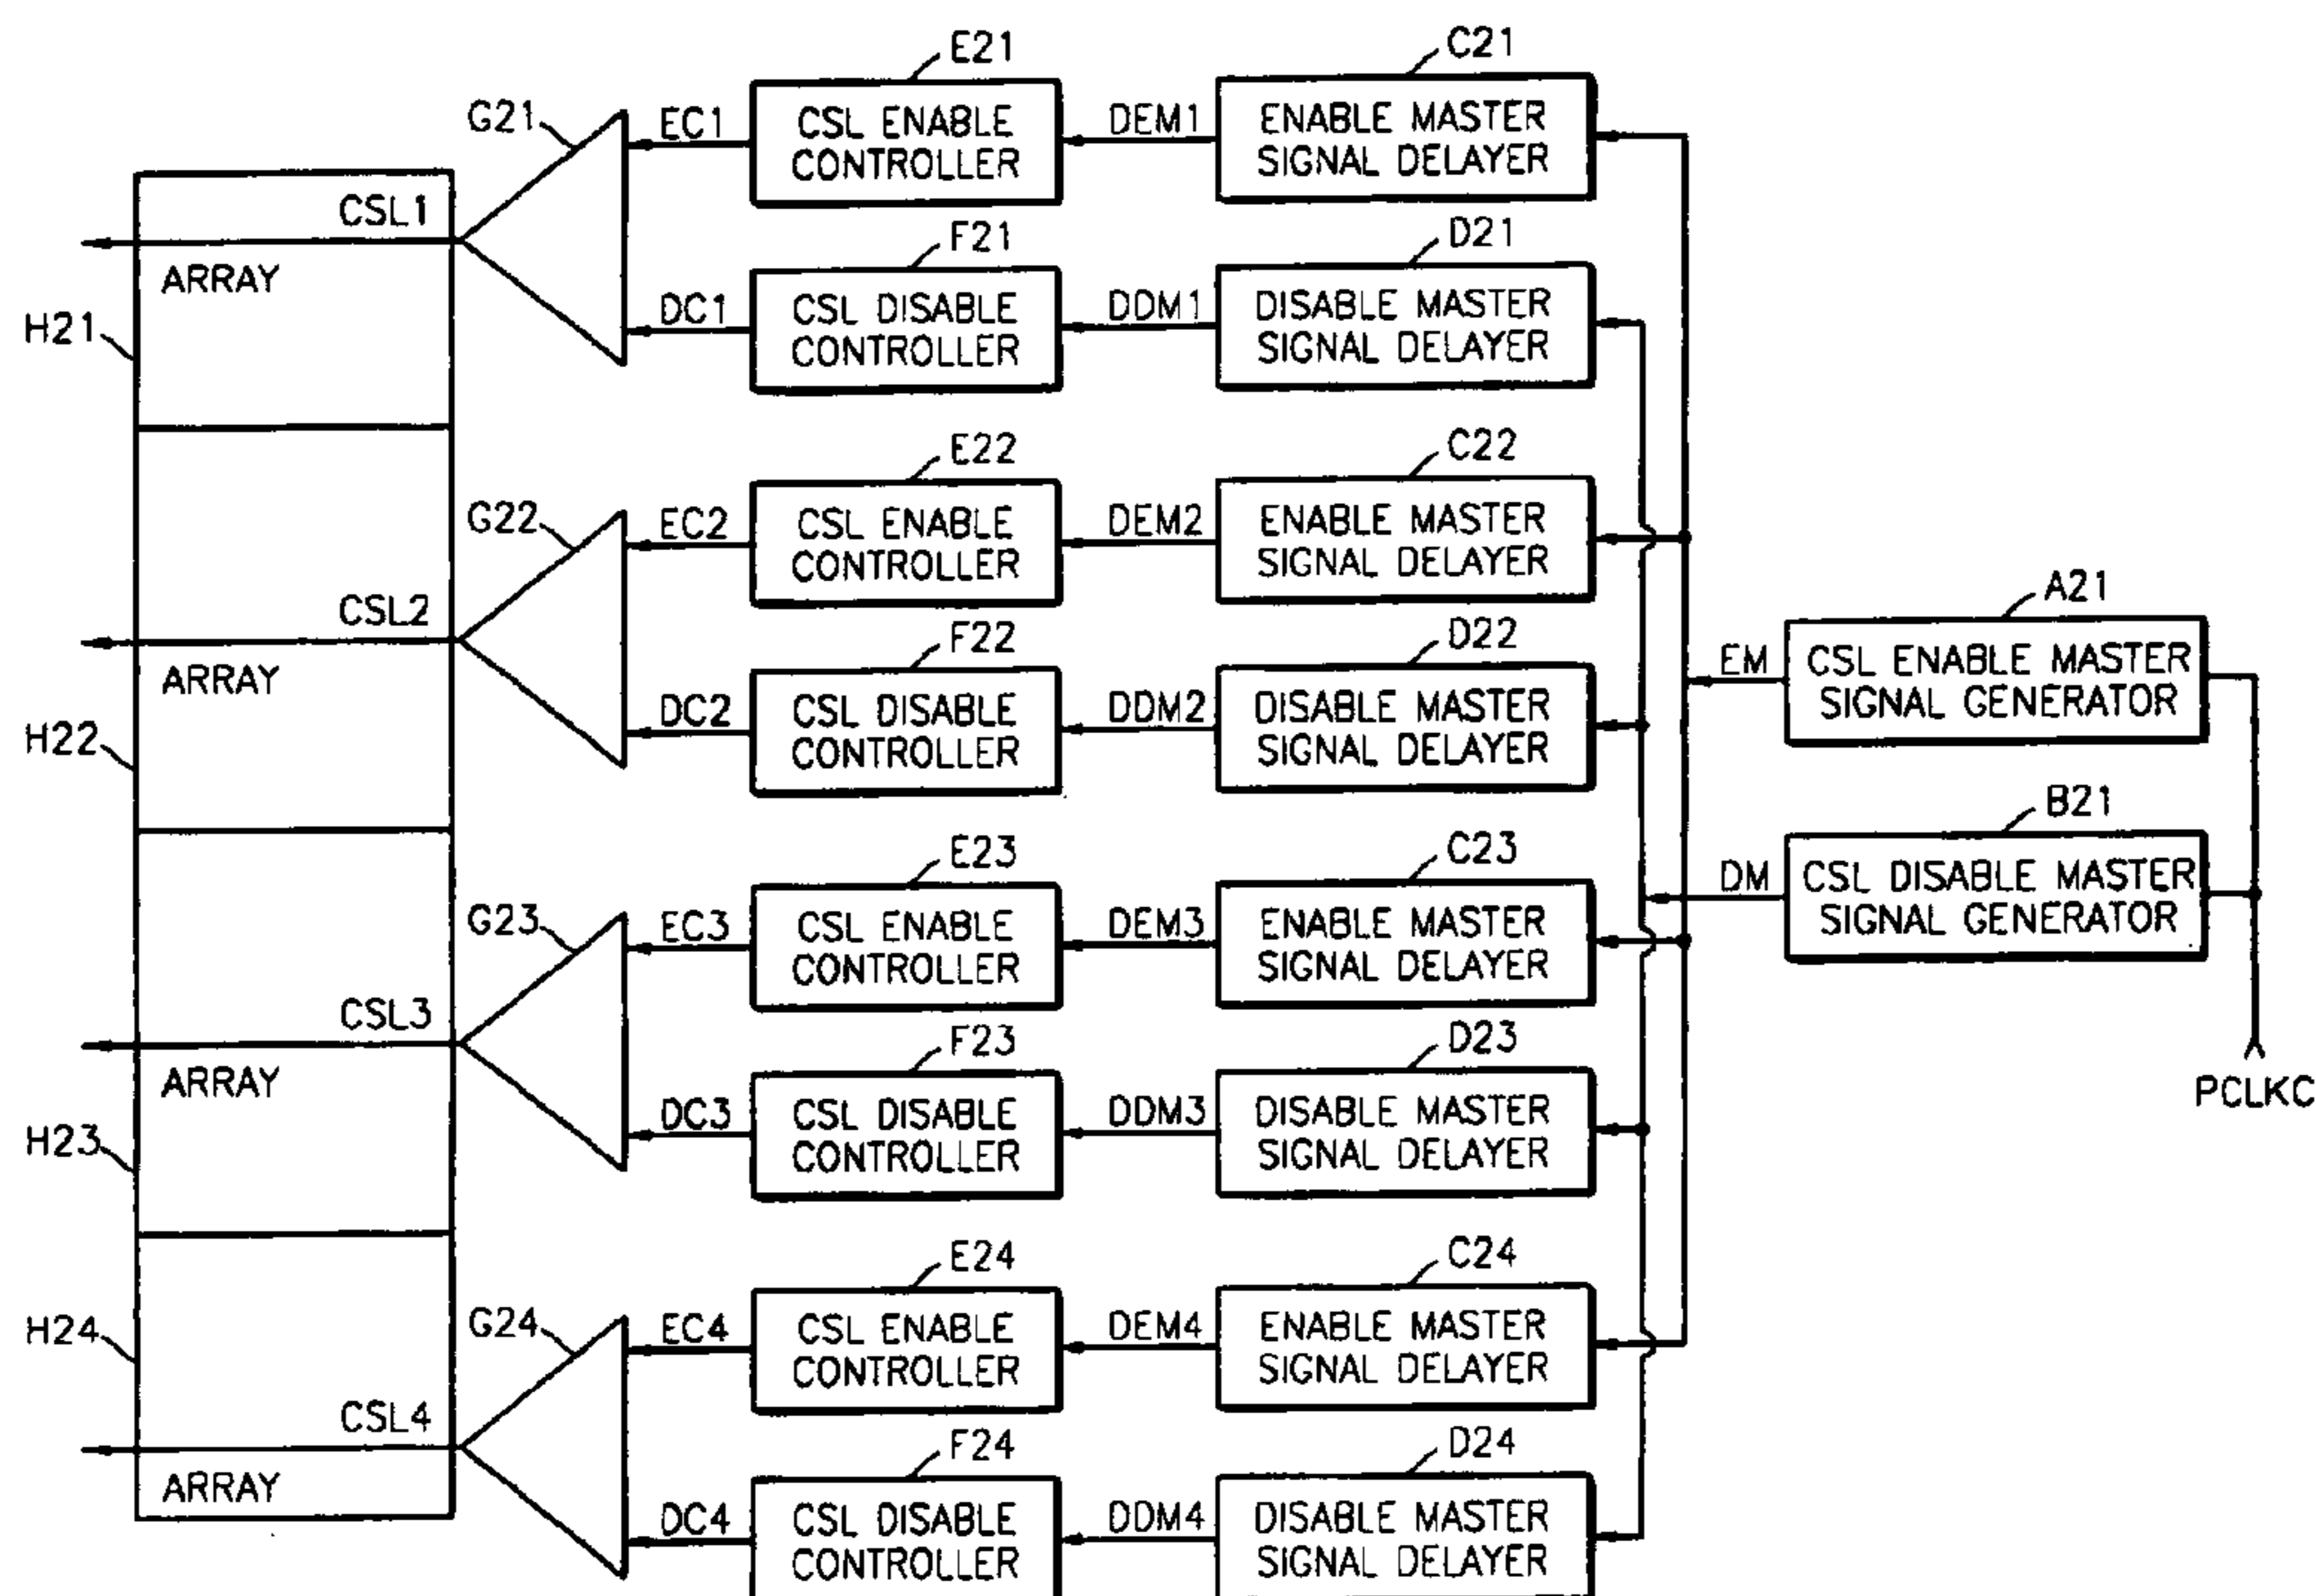 E21
C21
G21
EC1
CSL ENABLE
CONTROLLER
DEM1
ENABLE MASTER
SIGNAL DELAYER
CSL1
ARRAY
F21
D21
H21
DC1
CSL DISABLE
CONTROLLER
DDM1
DISABLE MASTER
SIGNAL DELAYER
E22
C22
G22
EC2
CSL ENABLE
CONTROLLER
DEM2
ENABLE MASTER
SIGNAL DELAYER
CSL2
ARRAY
F22
D22
H22
DC2
CSL DISABLE
CONTROLLER
DDM2
DISABLE MASTER
SIGNAL DELAYER
A21
EM
CSL ENABLE MASTER
SIGNAL GENERATOR
B21
DM
CSL DISABLE MASTER
SIGNAL GENERATOR
PCLKC
E23
C23
G23
EC3
CSL ENABLE
CONTROLLER
DEM3
ENABLE MASTER
SIGNAL DELAYER
CSL3
ARRAY
F23
D23
H23
DC3
CSL DISABLE
CONTROLLER
DDM3
DISABLE MASTER
SIGNAL DELAYER
E24
C24
H24
G24
EC4
CSL ENABLE
CONTROLLER
DEM4
ENABLE MASTER
SIGNAL DELAYER
CSL4
ARRAY
F24
D24
DC4
CSL DISABLE
CONTROLLER
DDM4
DISABLE MASTER
SIGNAL DELAYER